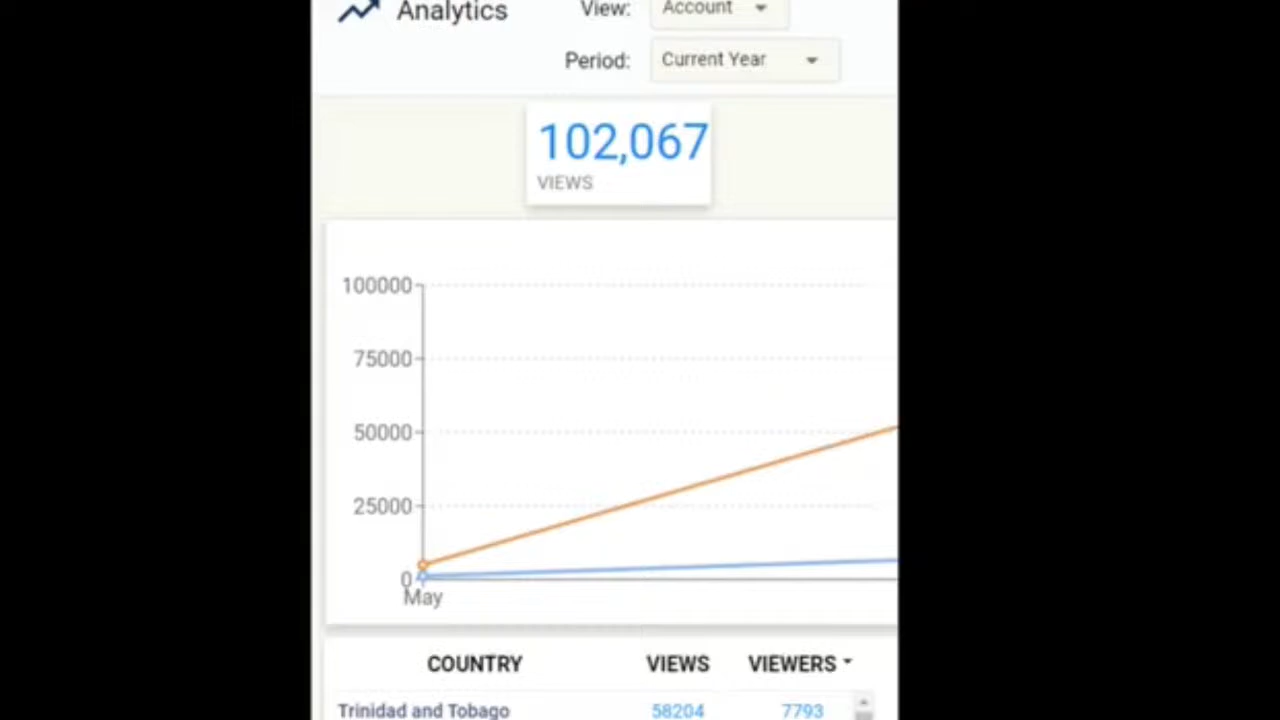 Analytics
View: Account
Period: Current Year
102,067
VIEWS
100000
75000
50000
25000
0
May
COUNTRY VIEWS VIEWERS
Trinidad and Tobago 58204 7793